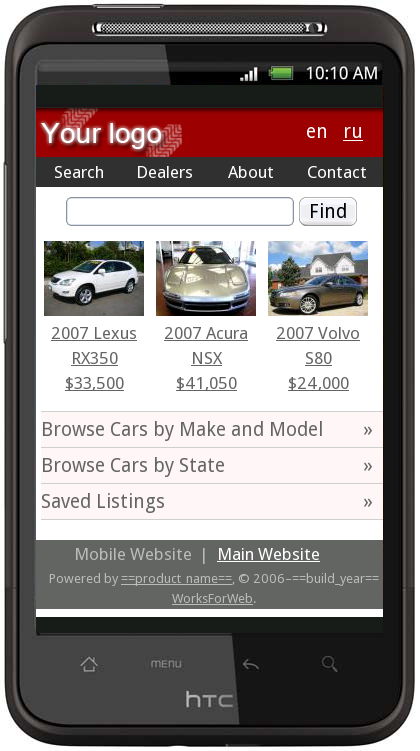 10:10 AM
Your logo
en ru
Search Dealers About Contact
Find
2007 Lexus RX350 $33,500
2007 Acura NSX $41,050
2007 Volvo S80 $24,000
Browse Cars by Make and Model »
Browse Cars by State »
Saved Listings »
Mobile Website | Main Website
Powered by ==product_name==, © 2006–==build_year==
WorksForWeb.
MENU
hTC